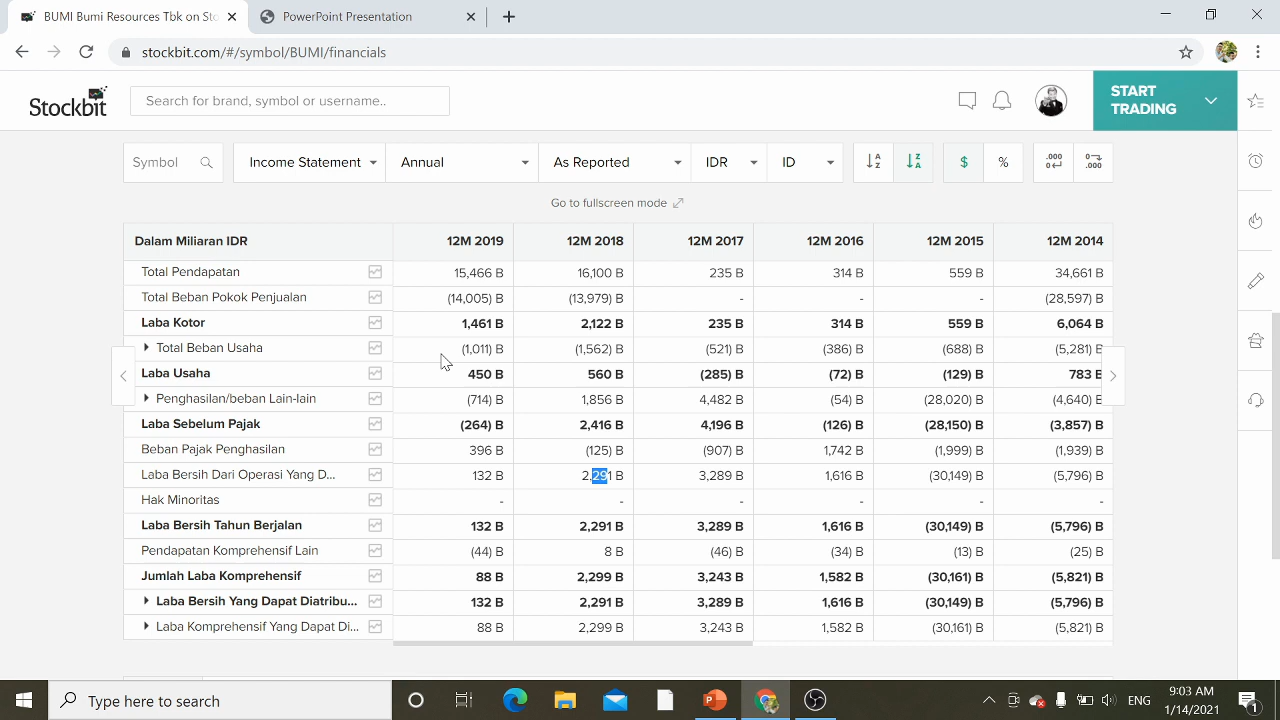 BUMI Bumi Resources Tbk on Sto
PowerPoint Presentation
stockbit.com/#/symbol/BUMI/financials
Stockbit
Search for brand, symbol or username..
START TRADING
Symbol Income Statement Annual As Reported IDR ID A Z Z A $ % .000 0 0 .000
Go to fullscreen mode
Dalam Miliaran IDR 12M 2019 12M 2018 12M 2017 12M 2016 12M 2015 12M 2014
Total Pendapatan 15,466 B 16,100 B 235 B 314 B 559 B 34,661 B
Total Beban Pokok Penjualan (14,005) B (13,979) B - - - (28,597) B
Laba Kotor 1,461 B 2,122 B 235 B 314 B 559 B 6,064 B
Total Beban Usaha (1,011) B (1,562) B (521) B (386) B (688) B (5,281) B
Laba Usaha 450 B 560 B (285) B (72) B (129) B 783 B
Penghasilan/beban Lain-lain (714) B 1,856 B 4,482 B (54) B (28,020) B (4,640) B
Laba Sebelum Pajak (264) B 2,416 B 4,196 B (126) B (28,150) B (3,857) B
Beban Pajak Penghasilan 396 B (125) B (907) B 1,742 B (1,999) B (1,939) B
Laba Bersih Dari Operasi Yang D... 132 B 2,291 B 3,289 B 1,616 B (30,149) B (5,796) B
Hak Minoritas - - - - - -
Laba Bersih Tahun Berjalan 132 B 2,291 B 3,289 B 1,616 B (30,149) B (5,796) B
Pendapatan Komprehensif Lain (44) B 8 B (46) B (34) B (13) B (25) B
Jumlah Laba Komprehensif 88 B 2,299 B 3,243 B 1,582 B (30,161) B (5,821) B
Laba Bersih Yang Dapat Diatribu... 132 B 2,291 B 3,289 B 1,616 B (30,149) B (5,796) B
Laba Komprehensif Yang Dapat Di... 88 B 2,299 B 3,243 B 1,582 B (30,161) B (5,821) B
Type here to search
ENG
9:03 AM
1/14/2021
1